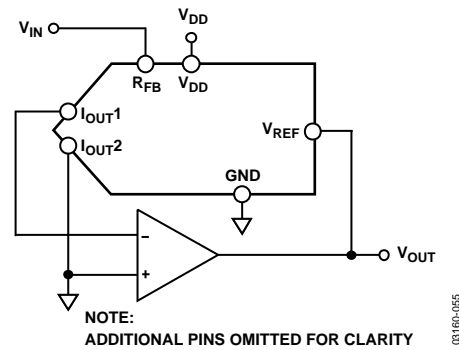 VDD
VIN
RFB
VDD
IOUT1
IOUT2
VREF
GND
–
+
VOUT
NOTE:
ADDITIONAL PINS OMITTED FOR CLARITY
03160-055